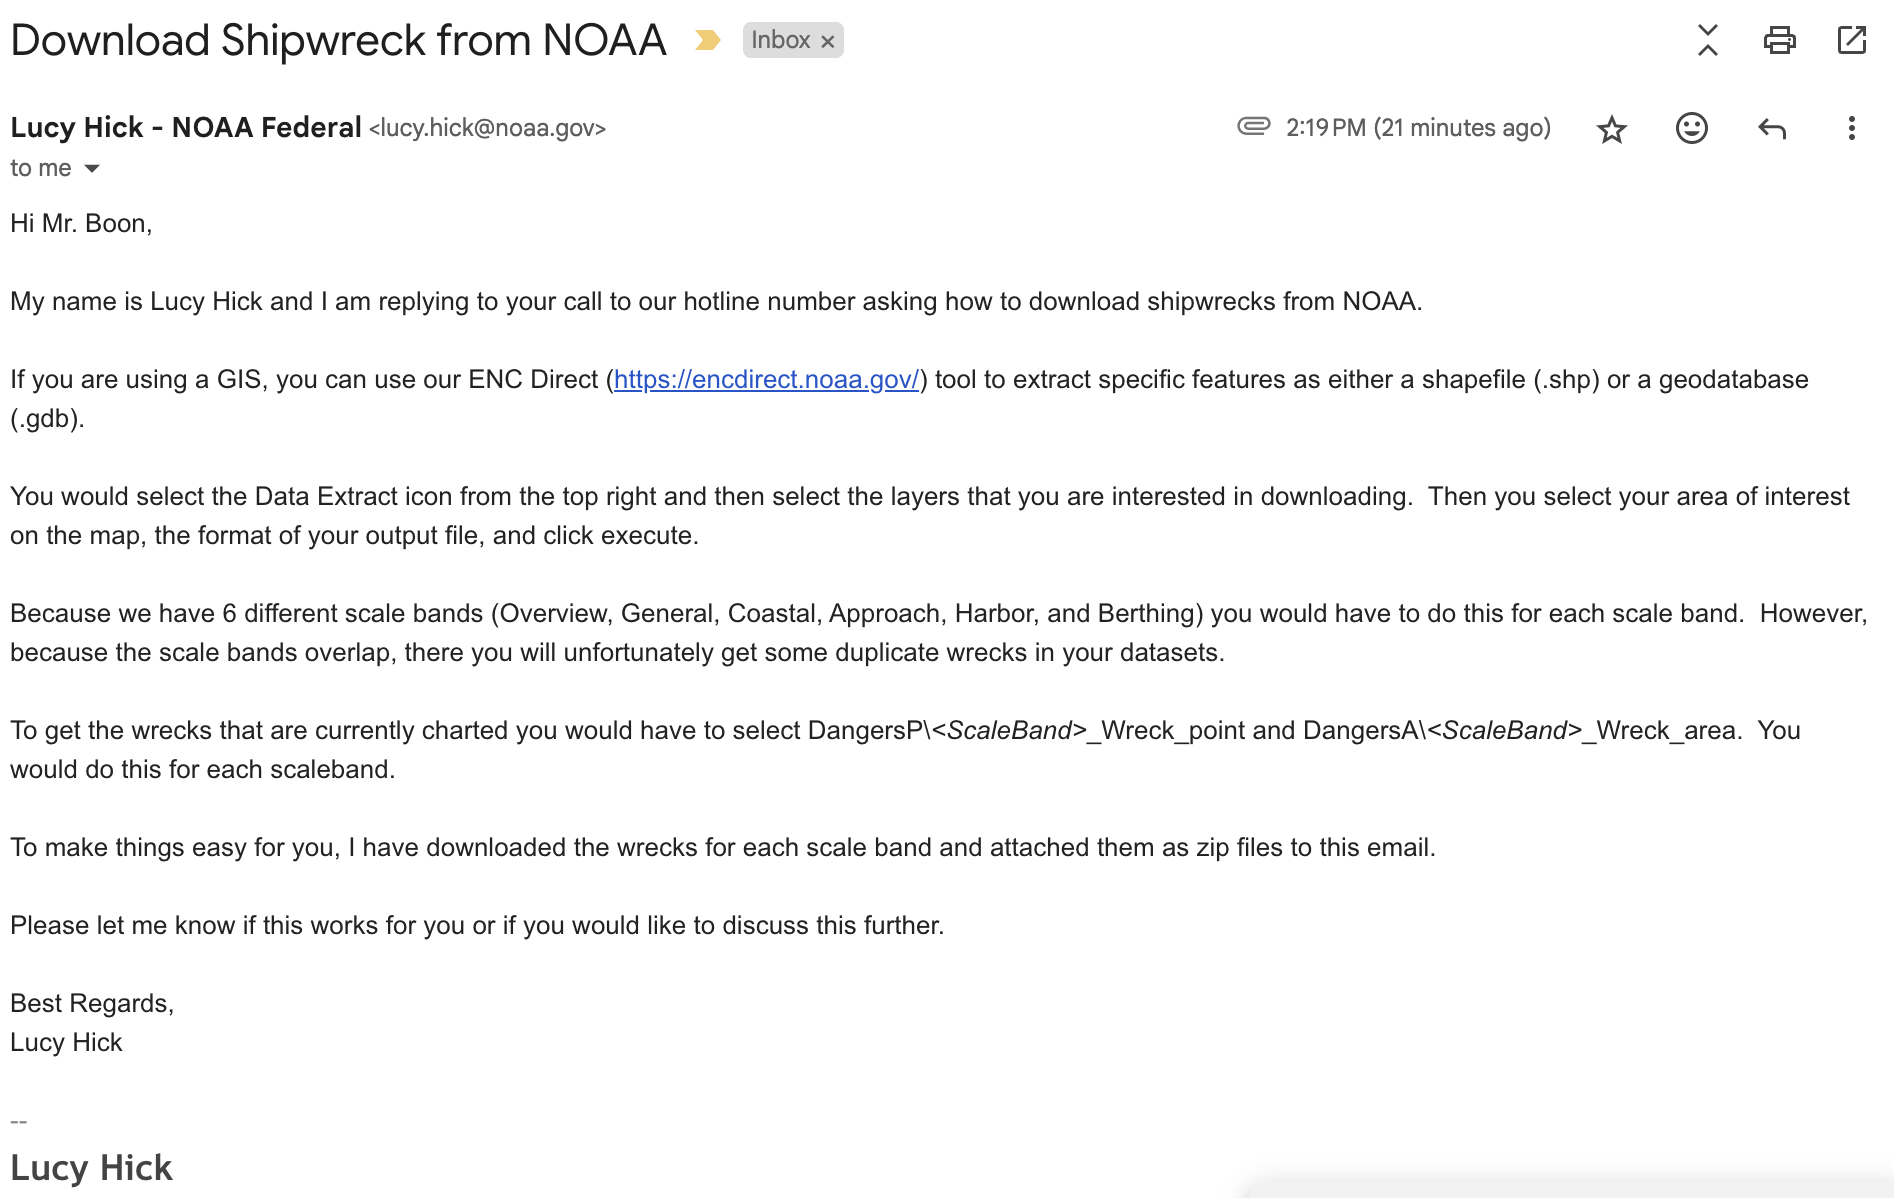 Download Shipwreck from NOAA
Inbox ×
Lucy Hick - NOAA Federal <lucy.hick@noaa.gov>
2:19 PM (21 minutes ago)
to me
Hi Mr. Boon,
My name is Lucy Hick and I am replying to your call to our hotline number asking how to download shipwrecks from NOAA.
If you are using a GIS, you can use our ENC Direct (https://encdirect.noaa.gov/) tool to extract specific features as either a shapefile (.shp) or a geodatabase
(.gdb).
You would select the Data Extract icon from the top right and then select the layers that you are interested in downloading.  Then you select your area of interest
on the map, the format of your output file, and click execute.
Because we have 6 different scale bands (Overview, General, Coastal, Approach, Harbor, and Berthing) you would have to do this for each scale band.  However,
because the scale bands overlap, there you will unfortunately get some duplicate wrecks in your datasets.
To get the wrecks that are currently charted you would have to select DangersP\<ScaleBand>_Wreck_point and DangersA\<ScaleBand>_Wreck_area.  You
would do this for each scaleband.
To make things easy for you, I have downloaded the wrecks for each scale band and attached them as zip files to this email.
Please let me know if this works for you or if you would like to discuss this further.
Best Regards,
Lucy Hick
--
Lucy Hick